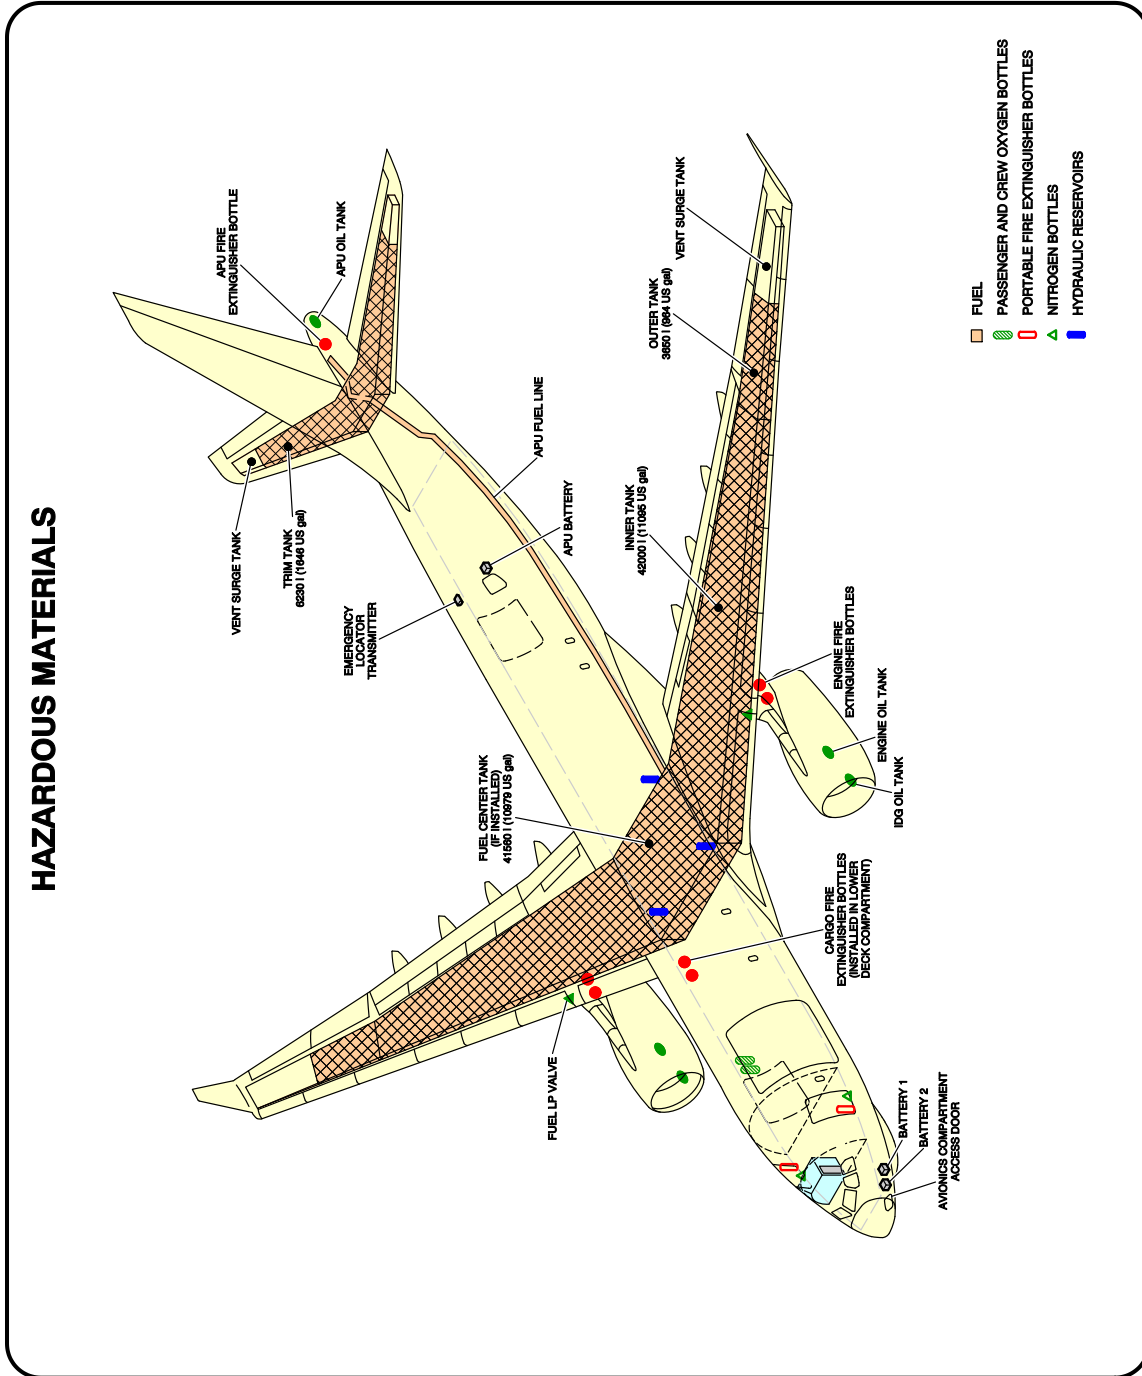 HAZARDOUS MATERIALS
APU FIRE
EXTINGUISHER BOTTLE
APU OIL TANK
VENT SURGE TANK
TRIM TANK
6230 l (1646 US gal)
EMERGENCY
LOCATOR
TRANSMITTER
APU FUEL LINE
APU BATTERY
VENT SURGE TANK
OUTER TANK
3650 l (964 US gal)
INNER TANK
42000 l (11095 US gal)
FUEL CENTER TANK
(IF INSTALLED)
41560 l (10979 US gal)
ENGINE FIRE
EXTINGUISHER BOTTLES
ENGINE OIL TANK
IDG OIL TANK
CARGO FIRE
EXTINGUISHER BOTTLES
(INSTALLED IN LOWER
DECK COMPARTMENT)
FUEL LP VALVE
BATTERY 1
BATTERY 2
AVIONICS COMPARTMENT
ACCESS DOOR
FUEL
PASSENGER AND CREW OXYGEN BOTTLES
PORTABLE FIRE EXTINGUISHER BOTTLES
NITROGEN BOTTLES
HYDRAULIC RESERVOIRS